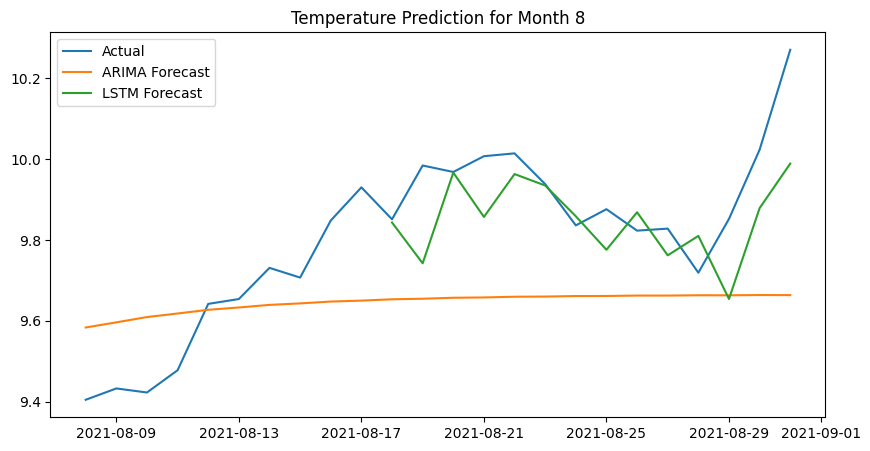 Temperature Prediction for Month 8
Actual
ARIMA Forecast
LSTM Forecast
10.2
10.0
9.8
9.6
9.4
2021-08-09 2021-08-13 2021-08-17 2021-08-21 2021-08-25 2021-08-29 2021-09-01